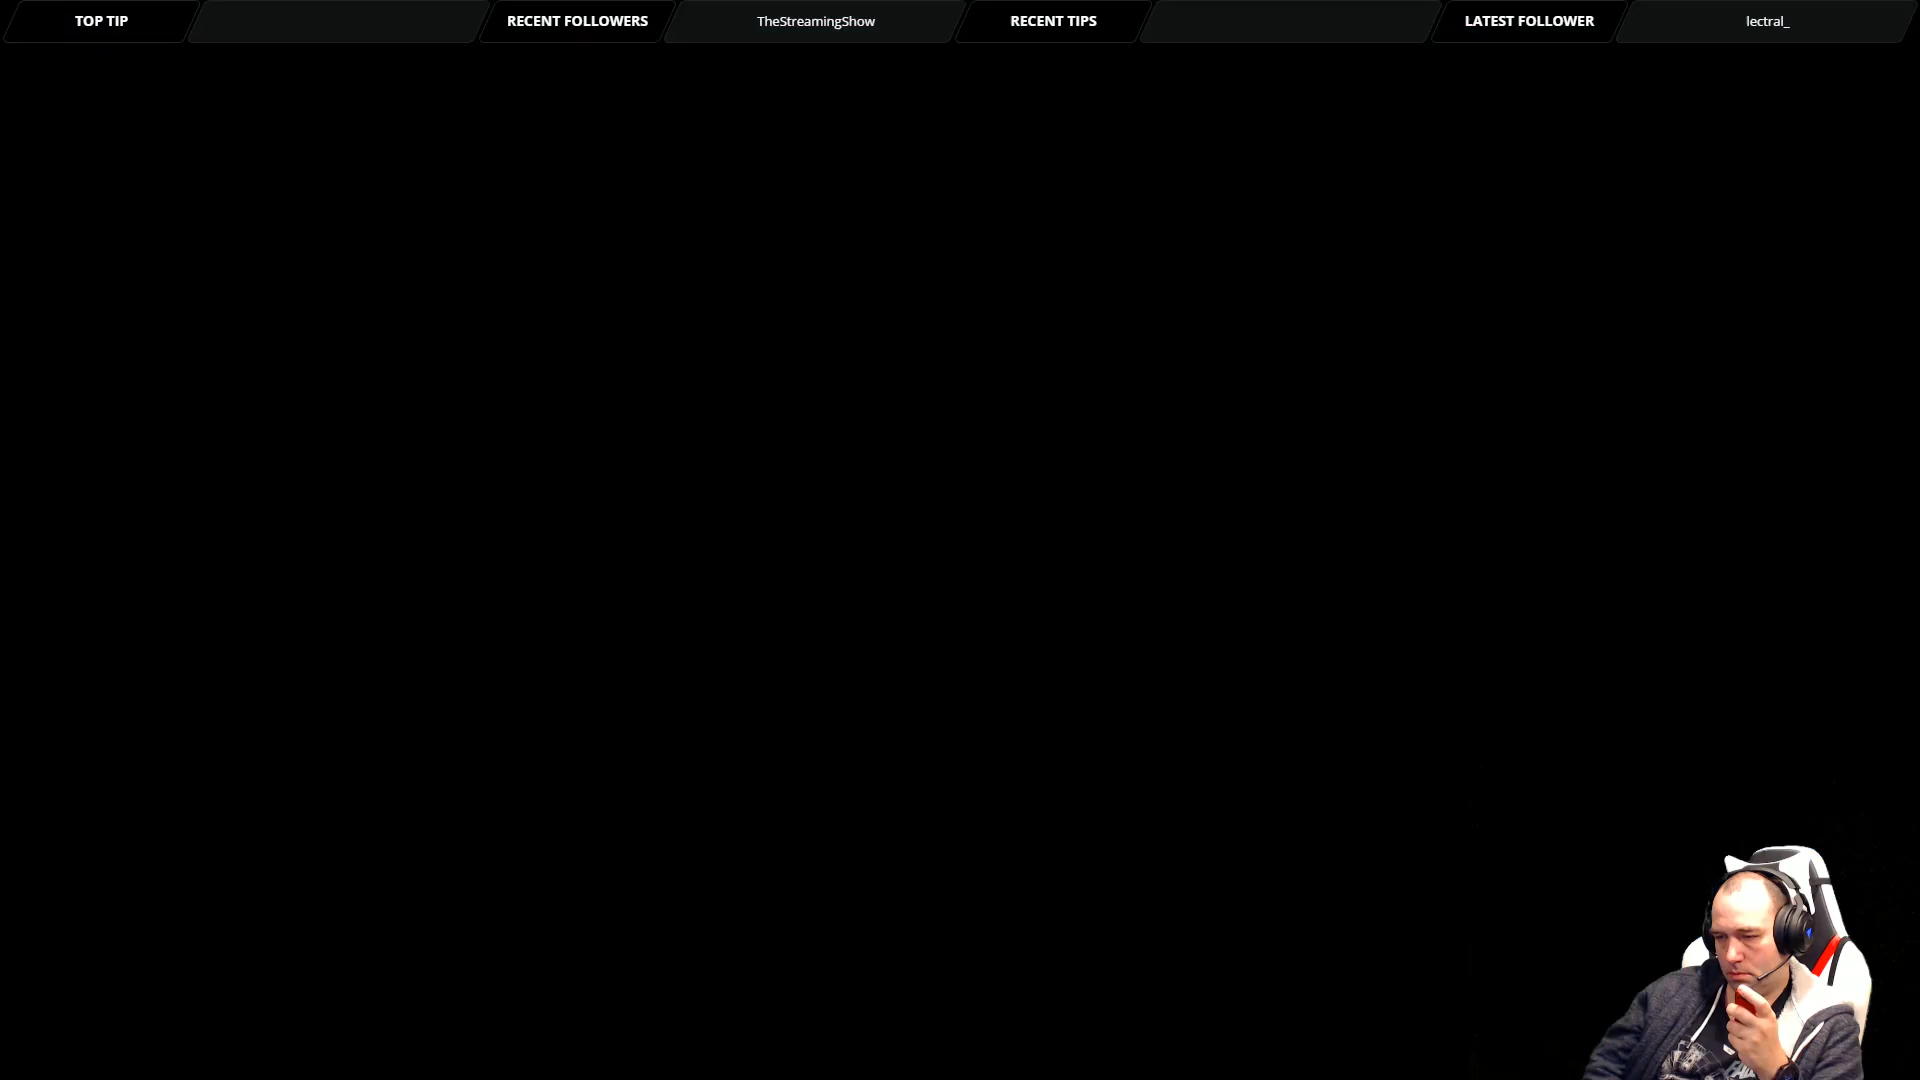 TOP TIP
RECENT FOLLOWERS
TheStreamingShow
RECENT TIPS
LATEST FOLLOWER
lectral_